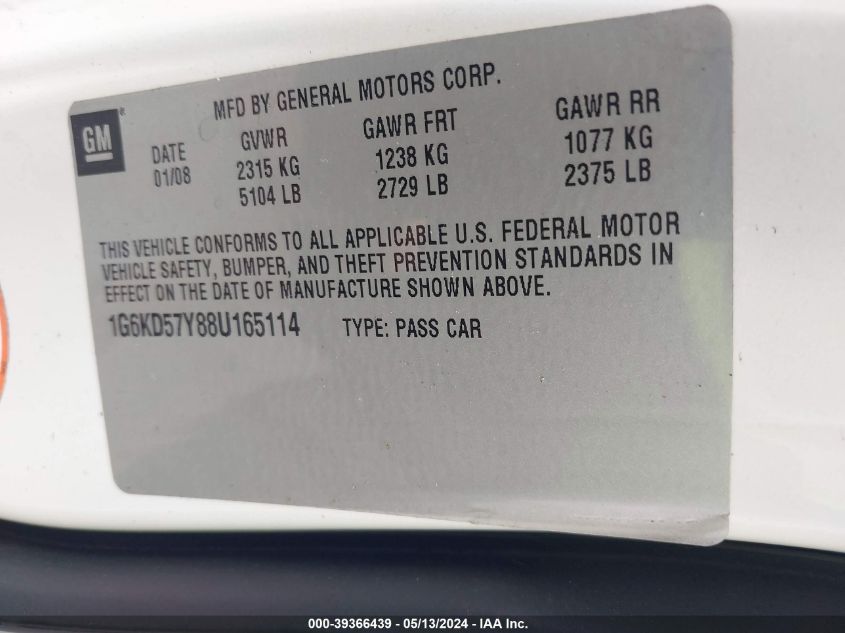 MFD BY GENERAL MOTORS CORP.
GM
DATE
01/08
GVWR
2315 KG
5104 LB
GAWR FRT
1238 KG
2729 LB
GAWR RR
1077 KG
2375 LB
THIS VEHICLE CONFORMS TO ALL APPLICABLE U.S. FEDERAL MOTOR
VEHICLE SAFETY, BUMPER, AND THEFT PREVENTION STANDARDS IN
EFFECT ON THE DATE OF MANUFACTURE SHOWN ABOVE.
1G6KD57Y88U165114 TYPE: PASS CAR
000-39366439 - 05/13/2024 - IAA Inc.